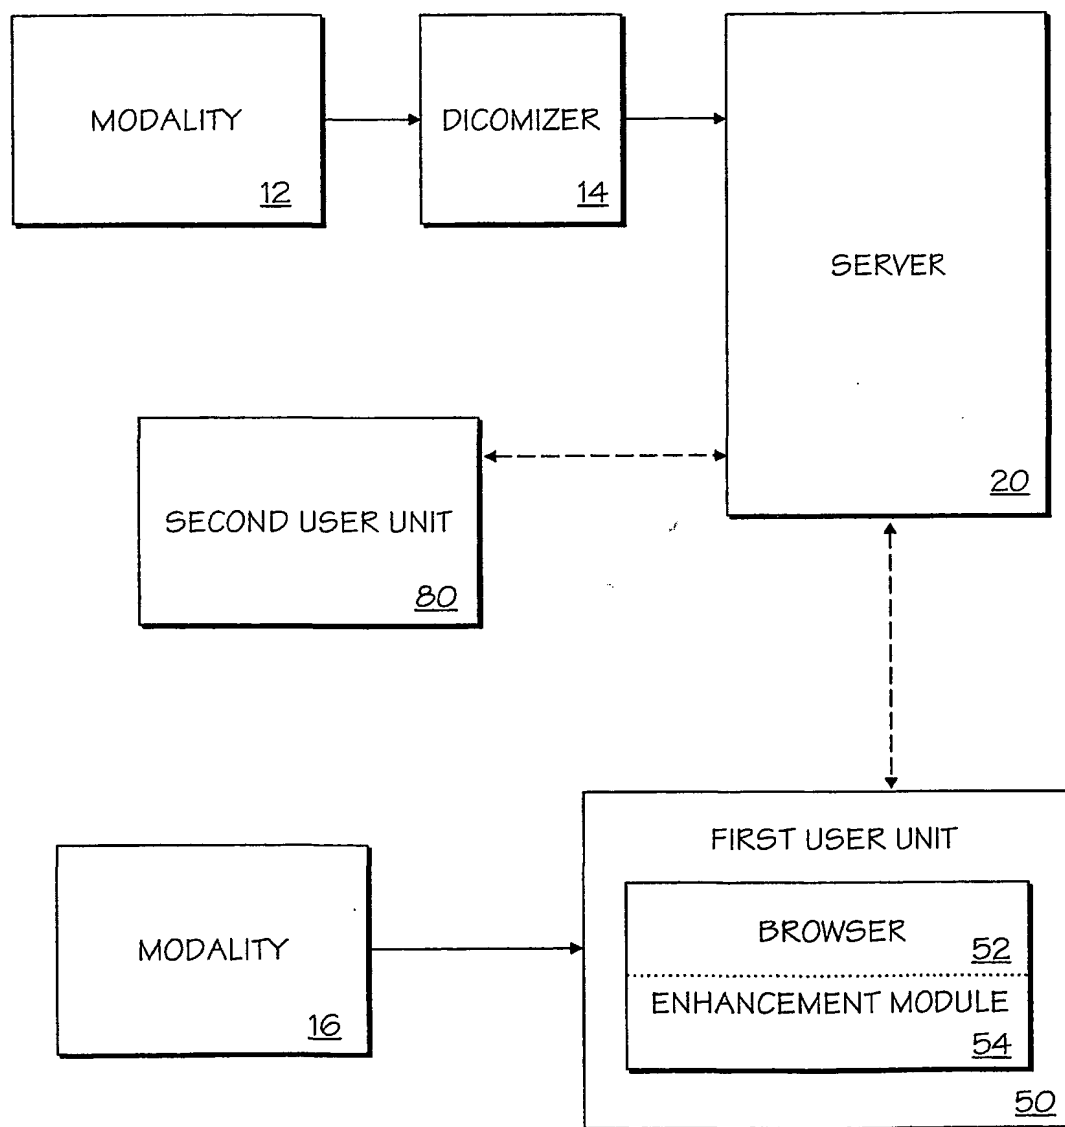 MODALITY
12
DICOMIZER
14
SERVER
20
SECOND USER UNIT
80
FIRST USER UNIT
BROWSER
52
ENHANCEMENT MODULE
54
50
MODALITY
16